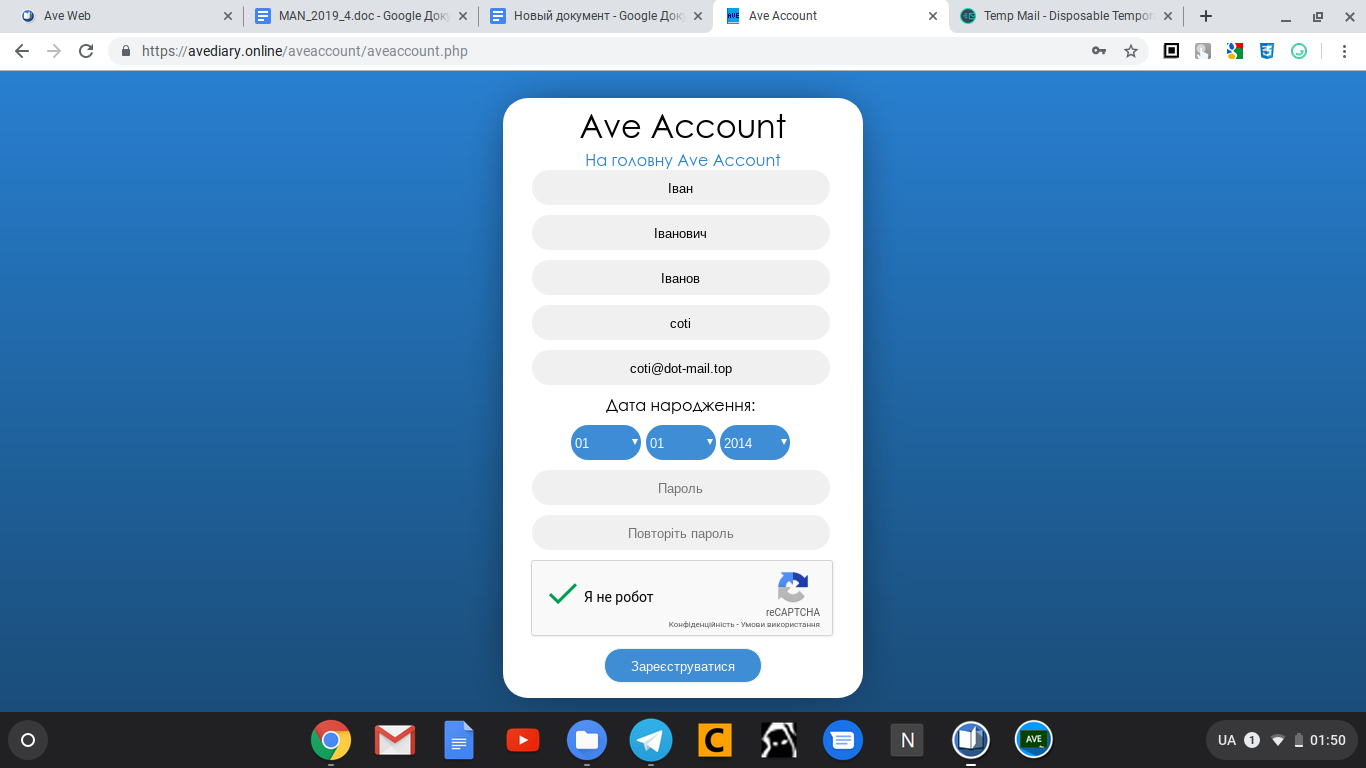 Ave Web
MAN_2019_4.doc - Google Доку
Новый документ - Google Доку
Ave Account
Temp Mail - Disposable Tempora
https://avediary.online/aveaccount/aveaccount.php
Ave Account
На головну Ave Account
Іван
Іванович
Іванов
coti
coti@dot-mail.top
Дата народження:
01 01 2014
Пароль
Повторіть пароль
Я не робот
reCAPTCHA
Конфіденційність - Умови використання
Зареєструватися
C
N
AVE
UA 1 01:50